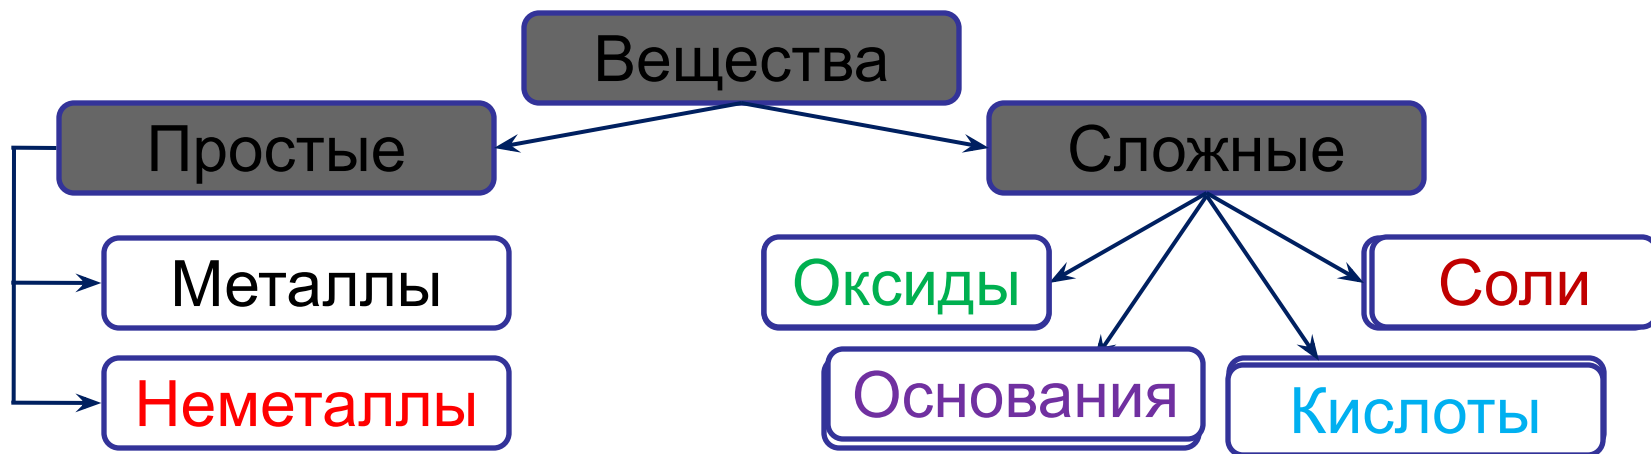 Вещества
Простые
Сложные
Металлы
Оксиды
Соли
Неметаллы
Основания
Кислоты